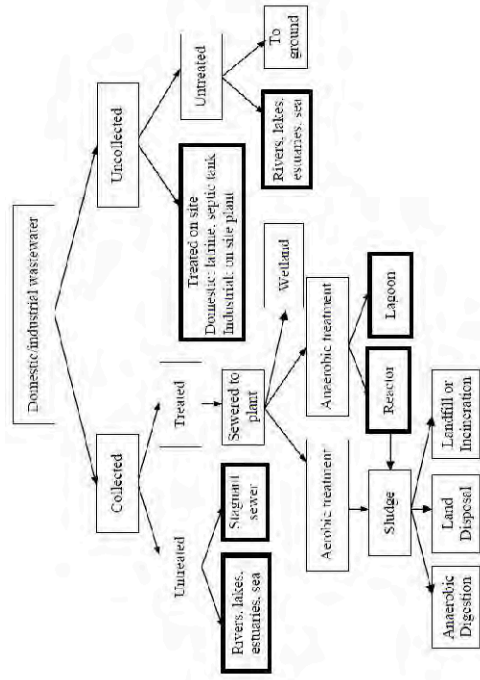 Domestic/industrial wastewater
Collected
Uncollected
Untreated
Treated
Treated on site
Domestic: latrine, septic tank
Industrial: on site plant
Untreated
Rivers, lakes,
estuaries, sea
Stagnant
sewer
Sewered to
plant
Rivers, lakes,
estuaries, sea
To
ground
Wetland
Aerobic treatment
Anaerobic treatment
Sludge
Reactor
Lagoon
Anaerobic
Digestion
Land
Disposal
Landfill or
Incineration